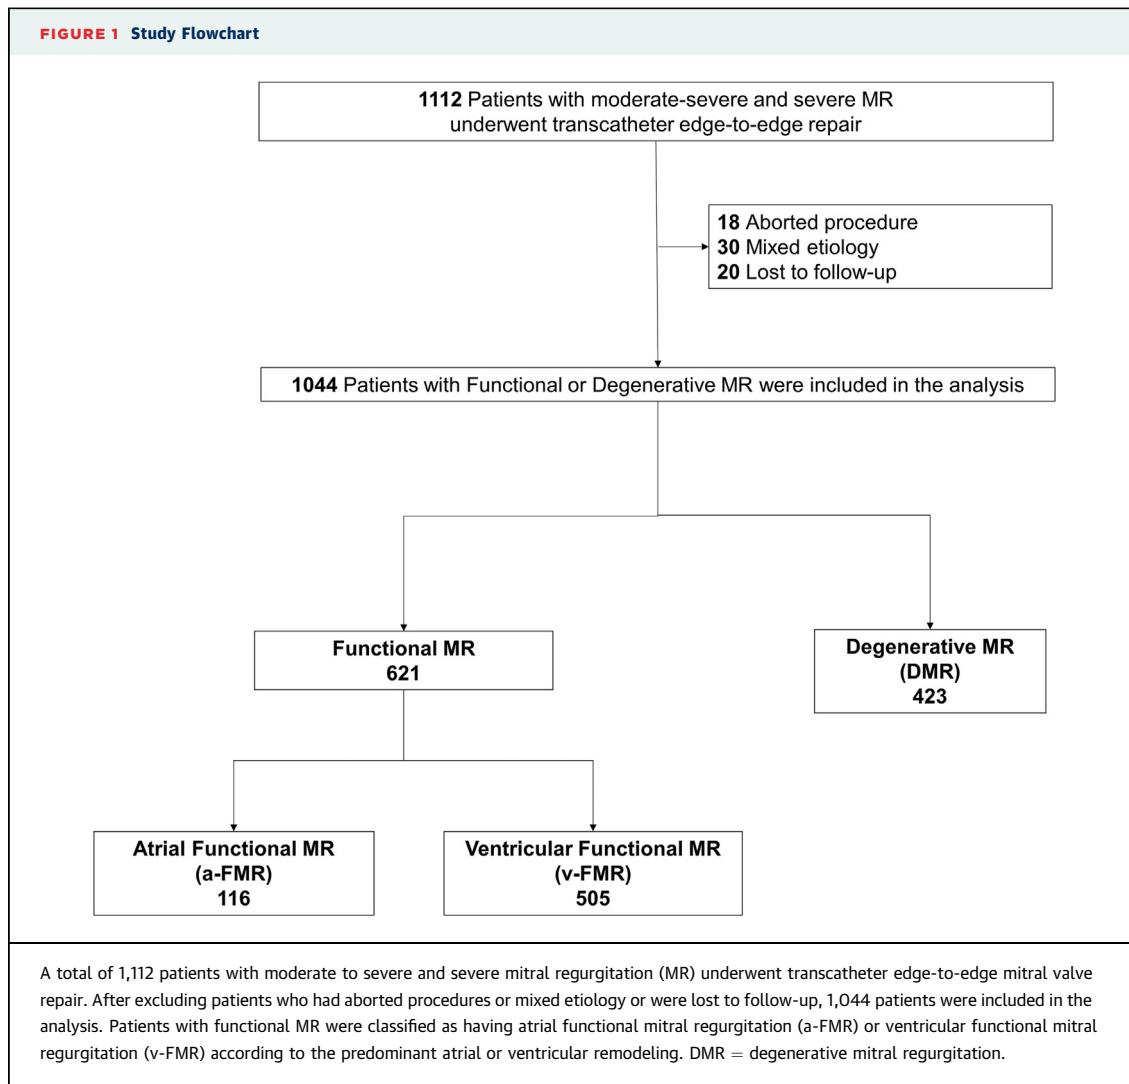 FIGURE 1 Study Flowchart
1112 Patients with moderate-severe and severe MR
underwent transcatheter edge-to-edge repair
18 Aborted procedure
30 Mixed etiology
20 Lost to follow-up
1044 Patients with Functional or Degenerative MR were included in the analysis
Functional MR
621
Degenerative MR
(DMR)
423
Atrial Functional MR
(a-FMR)
116
Ventricular Functional MR
(v-FMR)
505
A total of 1,112 patients with moderate to severe and severe mitral regurgitation (MR) underwent transcatheter edge-to-edge mitral valve
repair. After excluding patients who had aborted procedures or mixed etiology or were lost to follow-up, 1,044 patients were included in the
analysis. Patients with functional MR were classified as having atrial functional mitral regurgitation (a-FMR) or ventricular functional mitral
regurgitation (v-FMR) according to the predominant atrial or ventricular remodeling. DMR = degenerative mitral regurgitation.